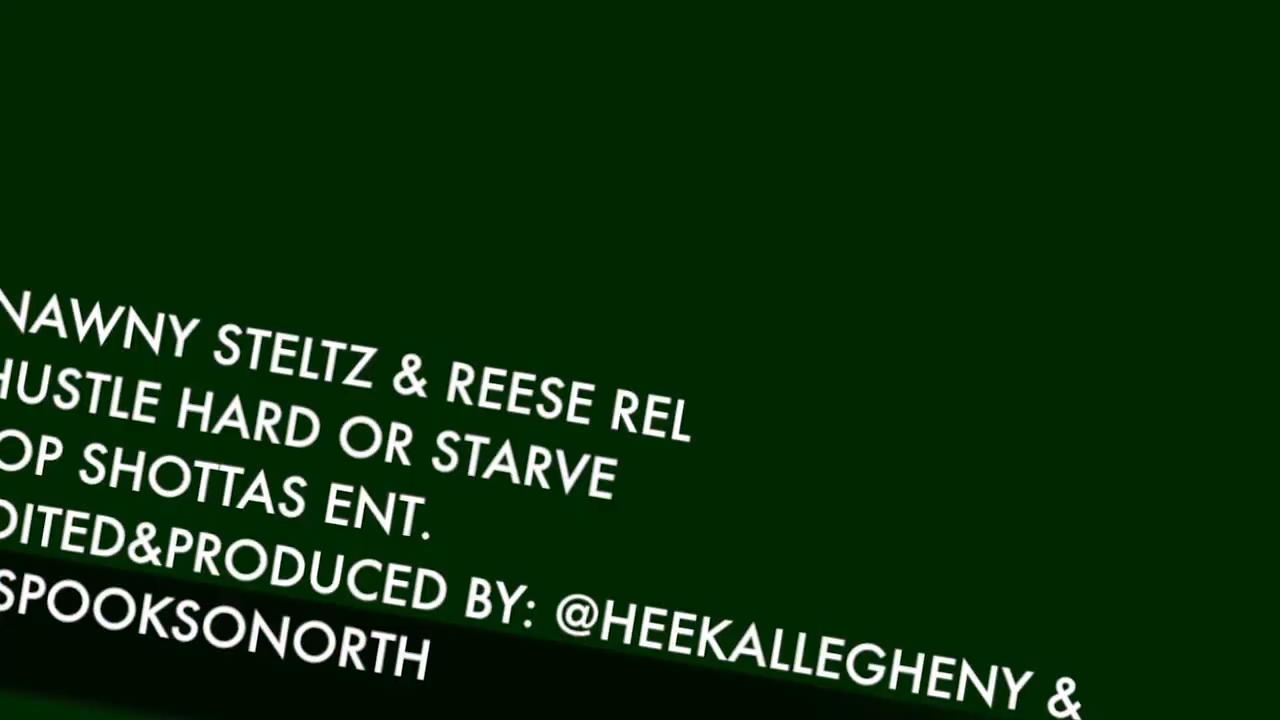 NAWNY STELTZ & REESE REL
HUSTLE HARD OR STARVE
OP SHOTTAS ENT.
DITED&PRODUCED BY: @HEEKALLEGHENY &
SPOOKSONORTH